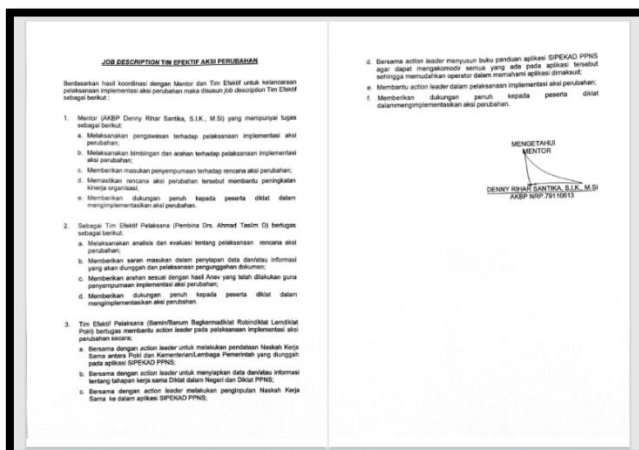 JOB DESCRIPTION TIM EFEKTIF AKSI PERUBAHAN
Berdasarkan hasil koordinasi dengan Mentor dan Tim Efektif untuk kelancaraan
pelaksanaan implementasi aksi perubahan maka disusun job description Tim Efektif
sebagai berikut :
1. Mentor (AKBP Denny Rihar Santika, S.I.K., M.Si) yang mempunyai tugas
sebagai berikut:
a. Melaksanakan pengawasan terhadap pelaksanaan implementasi aksi
perubahan;
b. Melaksanakan bimbingan dan arahan terhadap pelaksanaan implementasi
aksi perubahan;
c. Memberikan masukan penyempurnaan terhadap rencana aksi perubahan;
d. Memastikan rencana aksi perubahan tersebut membantu peningkatan
kinerja organisasi;
e. Memberikan dukungan penuh kepada peserta diklat dalam
mengimplementasikan aksi perubahan.
2. Sebagai Tim Efektif Pelaksana (Pembina Drs. Ahmad Taslim D) bertugas
sebagai berikut:
a. Melaksanakan analisis dan evaluasi tentang pelaksanaan rencana aksi
perubahan;
b. Memberikan saran masukan dalam penyiapan data dan/atau informasi
yang akan diunggah dan pelaksanaan pengunggahan dokumen;
c. Memberikan arahan sesuai dengan hasil Anev yang telah dilakukan guna
penyempurnaan implementasi aksi perubahan;
d. Memberikan dukungan penuh kepada peserta diklat dalam
mengimplementasikan aksi perubahan.
3. Tim Efektif Pelaksana (Bamin/Banum Bagkermadiklat Robindiklat Lemdiklat
Polri) bertugas membantu action leader pada pelaksanaan implementasi aksi
perubahan secara;
a. Bersama dengan action leader untuk melakukan pendataan Naskah Kerja
Sama antara Polri dan Kementerian/Lembaga Pemerintah yang diunggah
pada aplikasi SIPEKAD PPNS;
b. Bersama dengan action leader untuk menyiapkan data dan/atau informasi
tentang tahapan kerja sama Diklat dalam Negeri dan Diklat PPNS;
c. Bersama dengan action leader melakukan penginputan Naskah Kerja
Sama ke dalam aplikasi SIPEKAD PPNS;
d. Bersama action leader menyusun buku panduan aplikasi SIPEKAD PPNS
agar dapat mengakomodir semua yang ada pada aplikasi tersebut
sehingga memudahkan operator dalam memahami aplikasi dimaksud;
e. Membantu action leader dalam pelaksanaan implementasi aksi perubahan;
f. Memberikan dukungan penuh kepada peserta diklat
dalammengimplementasikan aksi perubahan.
MENGETAHUI
MENTOR
DENNY RIHAR SANTIKA, S.I.K., M.SI
AKBP NRP.79110613